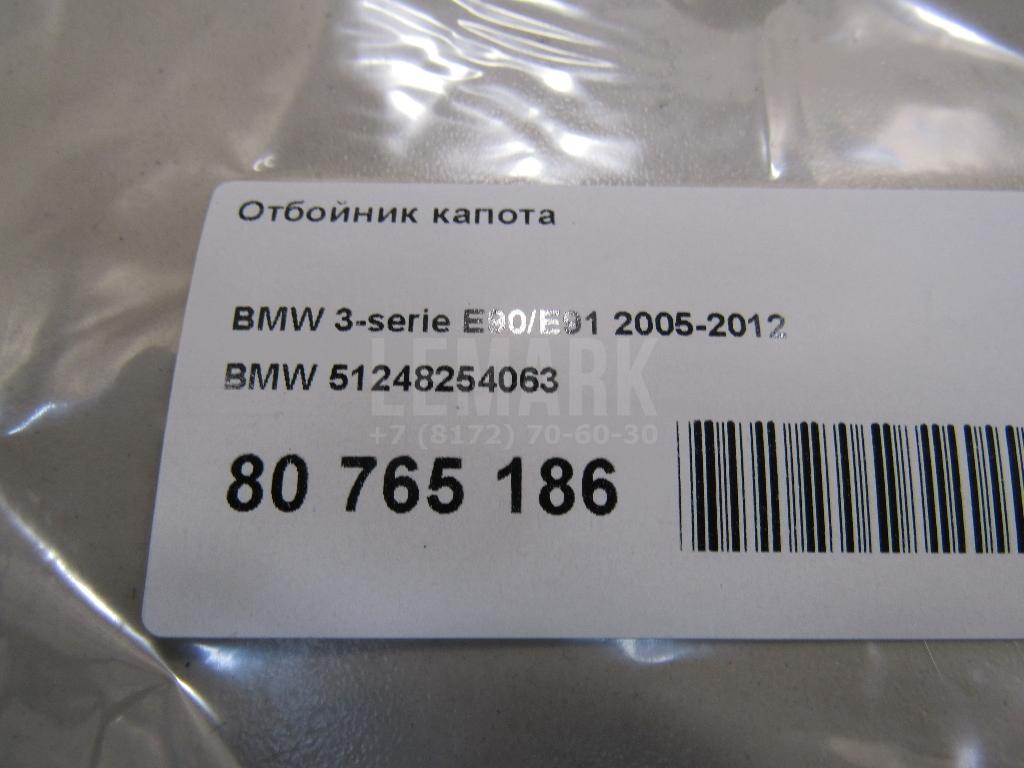 Отбойник капота
BMW 3-serie E90/E91 2005-2012
BMW 51248254063
LEMARK
+7 (8172) 70-60-30
80 765 186